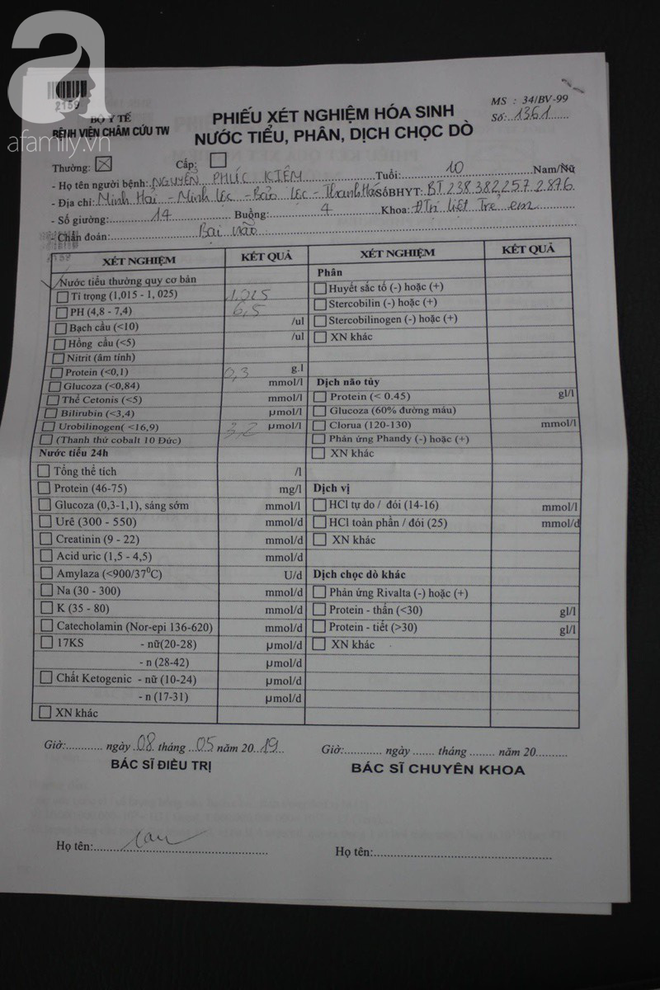 a
afamily.vn
2159
BỘ Y TẾ
BỆNH VIỆN CHÂM CỨU TW
PHIẾU XÉT NGHIỆM HÓA SINH
NƯỚC TIỂU, PHÂN, DỊCH CHỌC DÒ
MS : 34/BV-99
Số: 1361
Thường: X Cấp:
- Họ tên người bệnh: NGUYỄN PHÚC KIÊM Tuổi: 10 Nam/Nữ
- Địa chỉ: Minh Hải - Minh Lộc - Lộc - Thanh Hóa Số BHYT: BT 238 382 257 2876
- Số giường: 14 Buồng: 4 Khoa: ĐTrị liệt Trẻ em
- Chẩn đoán: Bại não
XÉT NGHIỆM KẾT QUẢ XÉT NGHIỆM KẾT QUẢ
Nước tiểu thường quy cơ bản
Tỉ trọng (1,015 - 1, 025) 1,015
PH (4,8 - 7,4) 6,5
Bạch cầu (<10) /ul
Hồng cầu (<5) /ul
Nitrit (âm tính)
Protein (<0,1) 0,3 g.l
Glucoza (<0,84) mmol/l
Thể Cetonis (<5) mmol/l
Bilirubin (<3,4) µmol/l
Urobilinogen( <16,9) 3,2 µmol/l
(Thanh thử cobalt 10 Đức)
Nước tiểu 24h
Tổng thể tích /l
Protein (46-75) mg/l
Glucoza (0,3-1,1), sáng sớm mmol/l
Urê (300 - 550) mmol/d
Creatinin (9 - 22) mmol/d
Acid uric (1,5 - 4,5) mmol/d
Amylaza (<900/37⁰C) U/d
Na (30 - 300) mmol/d
K (35 - 80) mmol/d
Catecholamin (Nor-epi 136-620) mmol/d
17KS - nữ(20-28) µmol/d
- n (28-42) µmol/d
Chất Ketogenic - nữ (10-24) µmol/d
- n (17-31) µmol/d
XN khác
Phân
Huyết sắc tố (-) hoặc (+)
Stercobilin (-) hoặc (+)
Stercobilinogen (-) hoặc (+)
XN khác
Dịch não tủy
Protein (< 0.45) gl/l
Glucoza (60% đường máu)
Clorua (120-130) mmol/l
Phản ứng Phandy (-) hoặc (+)
XN khác
Dịch vị
HCl tự do / đói (14-16) mmol/l
HCl toàn phần / đói (25) mmol/d
XN khác
Dịch chọc dò khác
Phản ứng Rivalta (-) hoặc (+)
Protein - thấn (<30) gl/l
Protein - tiết (>30) gl/l
XN khác
Giờ:........... ngày 08 tháng 05 năm 2019
BÁC SĨ ĐIỀU TRỊ
Họ tên:
Giờ:........... ngày ....... tháng ....... năm 20.........
BÁC SĨ CHUYÊN KHOA
Họ tên: